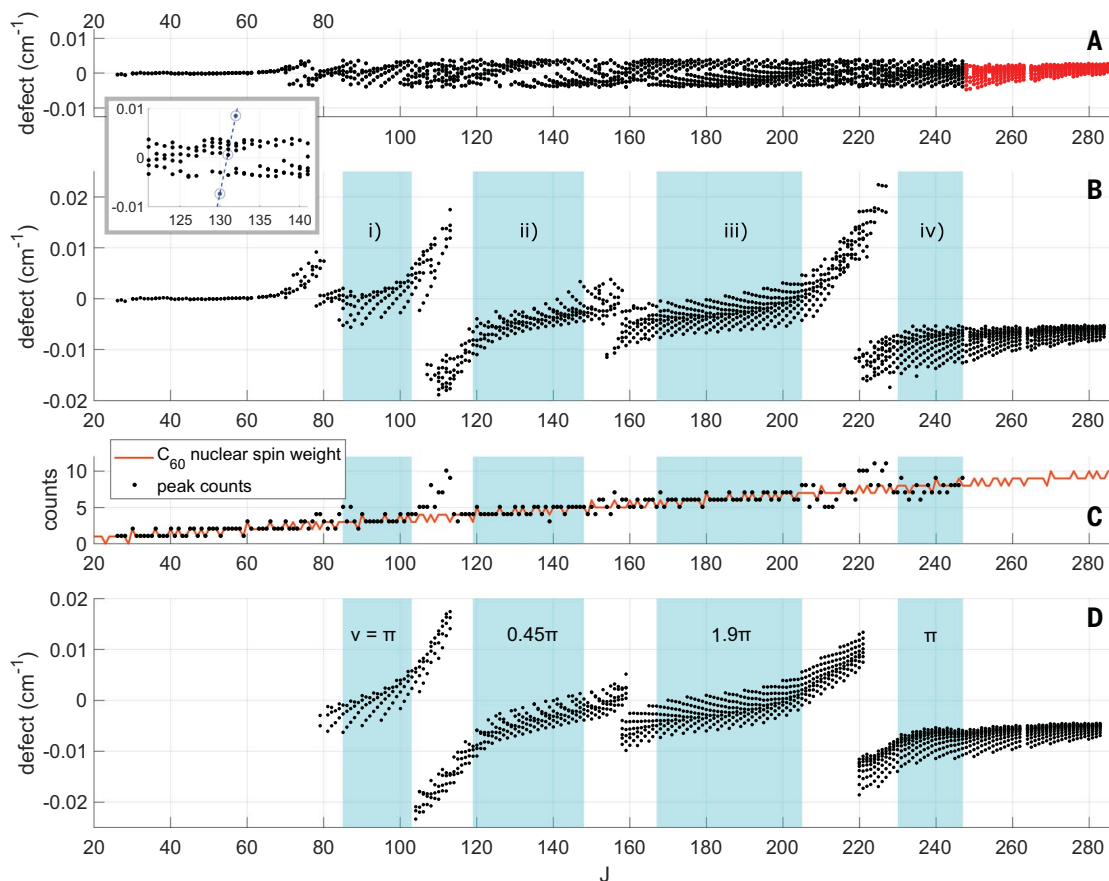 20 40 60 80
A
0.01
0
-0.01
defect (cm-1)
100 120 140 160 180 200 220 240 260 280
0.01
0
-0.01
125 130 135 140
B
0.02
0.01
0
-0.01
-0.02
defect (cm-1)
i) ii) iii) iv)
20 40 60 80 100 120 140 160 180 200 220 240 260 280
C60 nuclear spin weight
peak counts
C
10
5
0
counts
20 40 60 80 100 120 140 160 180 200 220 240 260 280
D
0.02
0.01
0
-0.01
-0.02
defect (cm-1)
v = π 0.45π 1.9π π
20 40 60 80 100 120 140 160 180 200 220 240 260 280
J